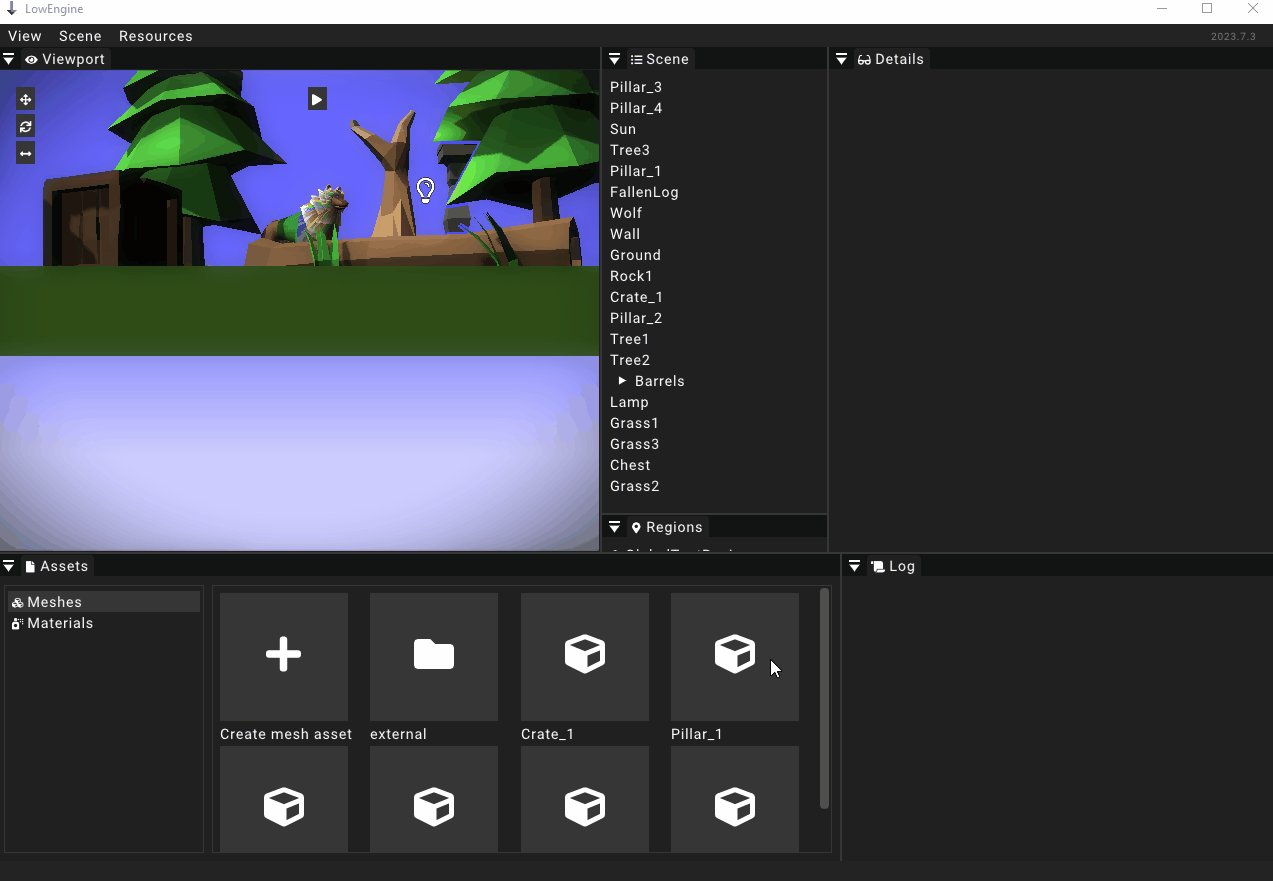 LowEngine
View Scene Resources 2023.7.3
Viewport
Scene
Details
Pillar_3
Pillar_4
Sun
Tree3
Pillar_1
FallenLog
Wolf
Wall
Ground
Rock1
Crate_1
Pillar_2
Tree1
Tree2
Barrels
Lamp
Grass1
Grass3
Chest
Grass2
Regions
Assets
Log
Meshes
Materials
Create mesh asset
external
Crate_1
Pillar_1